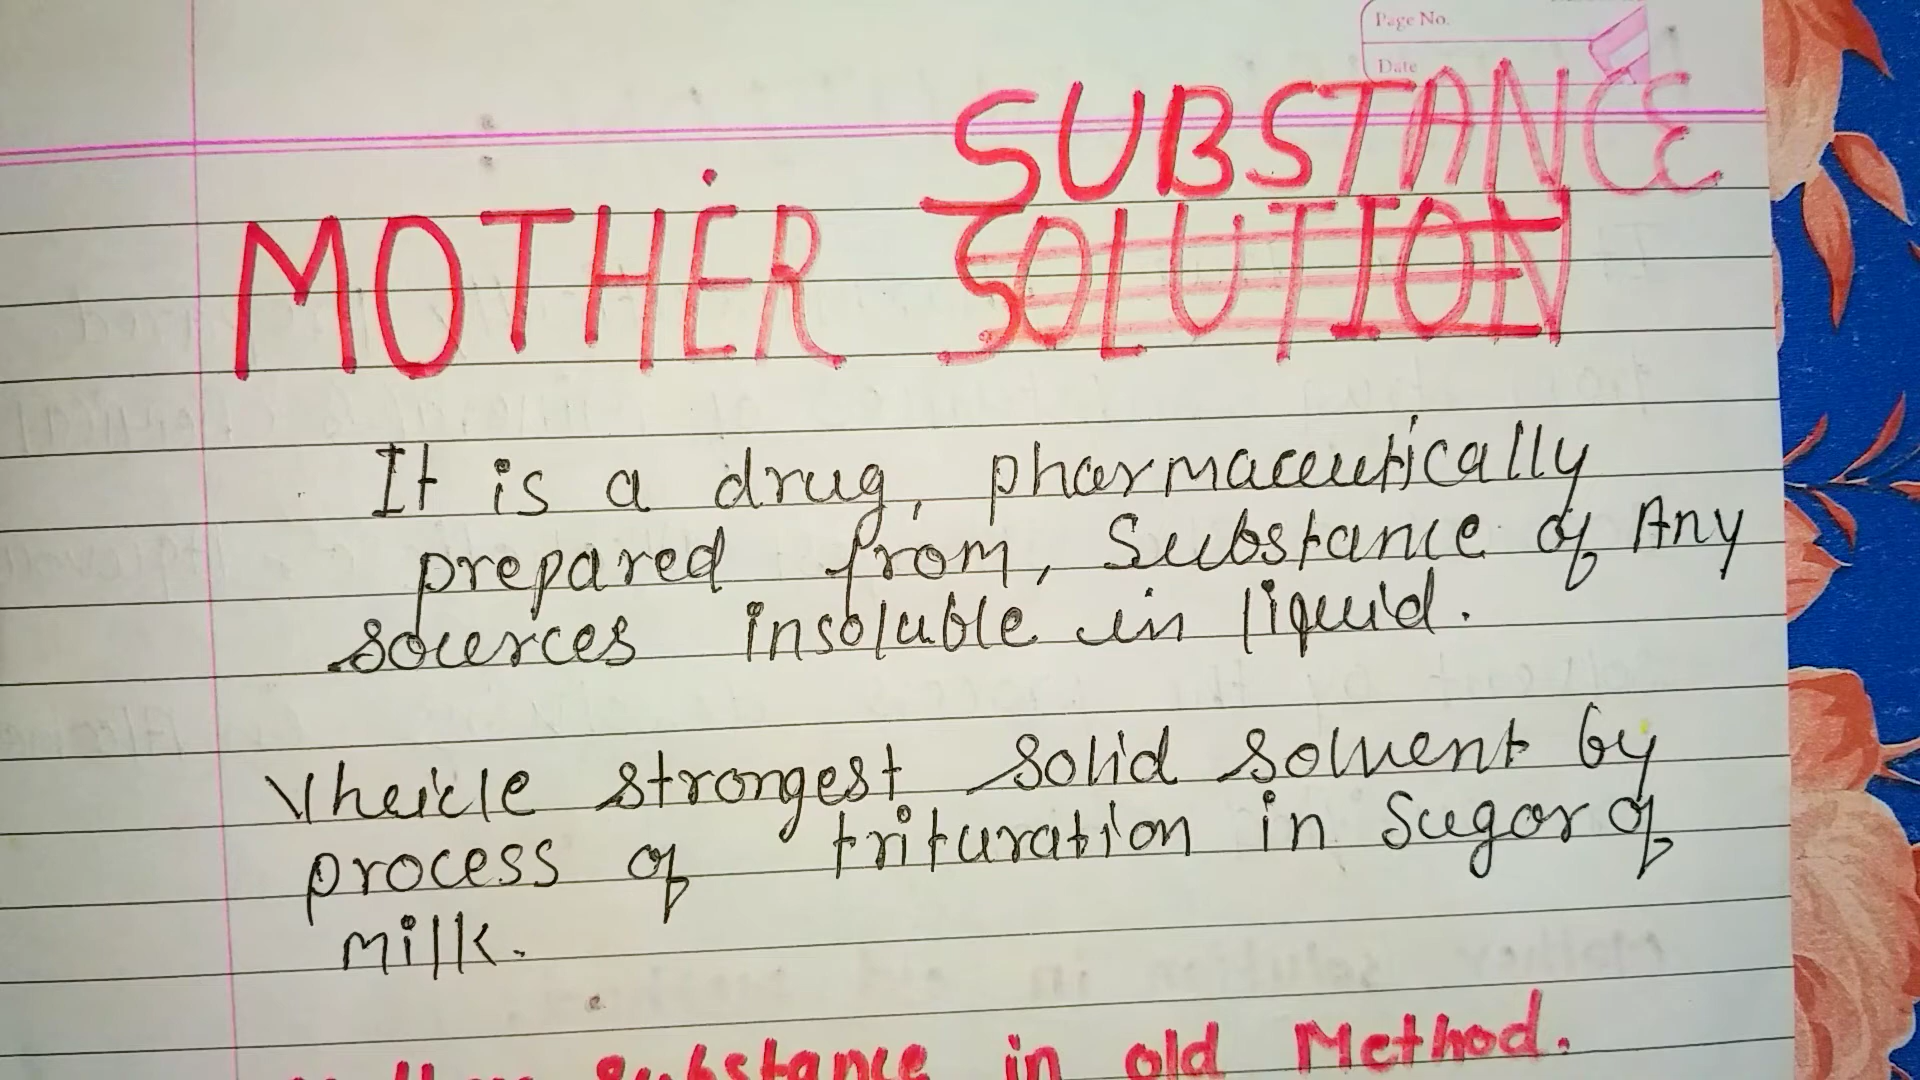 Page No.
Date
SUBSTANCE
MOTHER SOLUTION
It is a drug, pharmaceutically
prepared from, Substance of Any
sources insoluble in liquid.
Vheicle strongest solid solvent by
process of trituration in Sugar of
milk.
Substance in old Method.